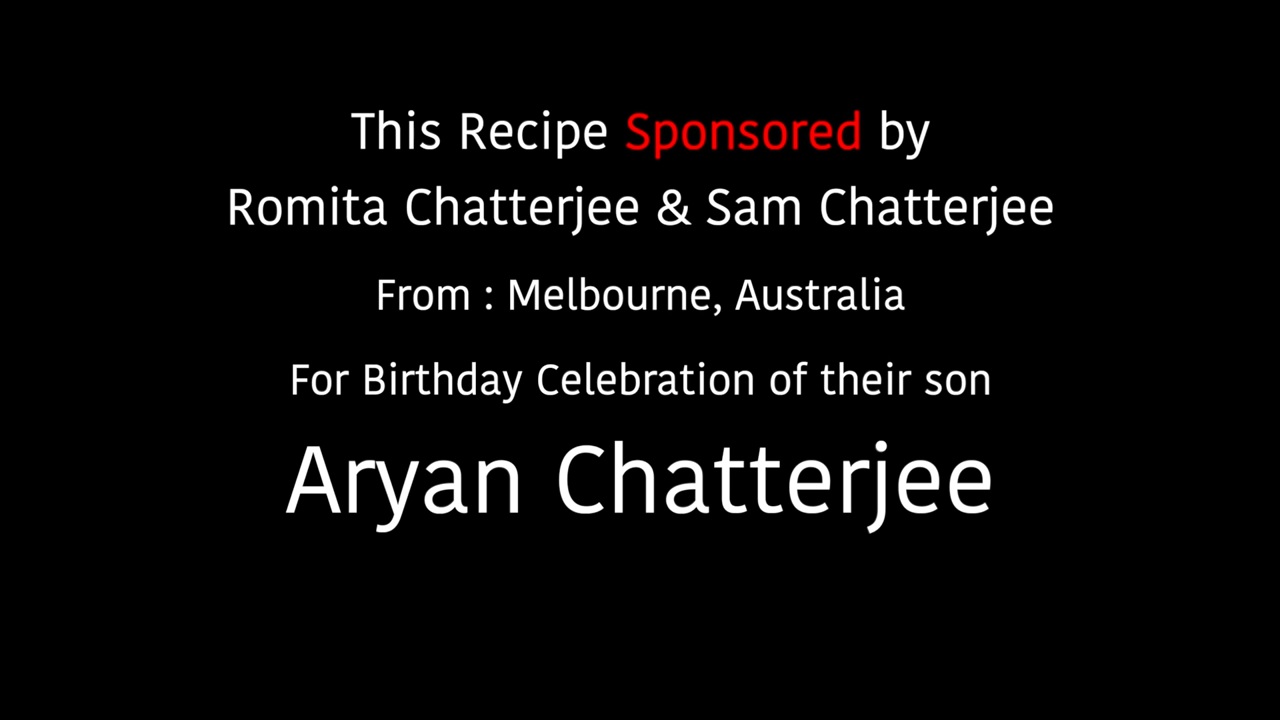 This Recipe Sponsored by
Romita Chatterjee & Sam Chatterjee
From : Melbourne, Australia
For Birthday Celebration of their son
Aryan Chatterjee